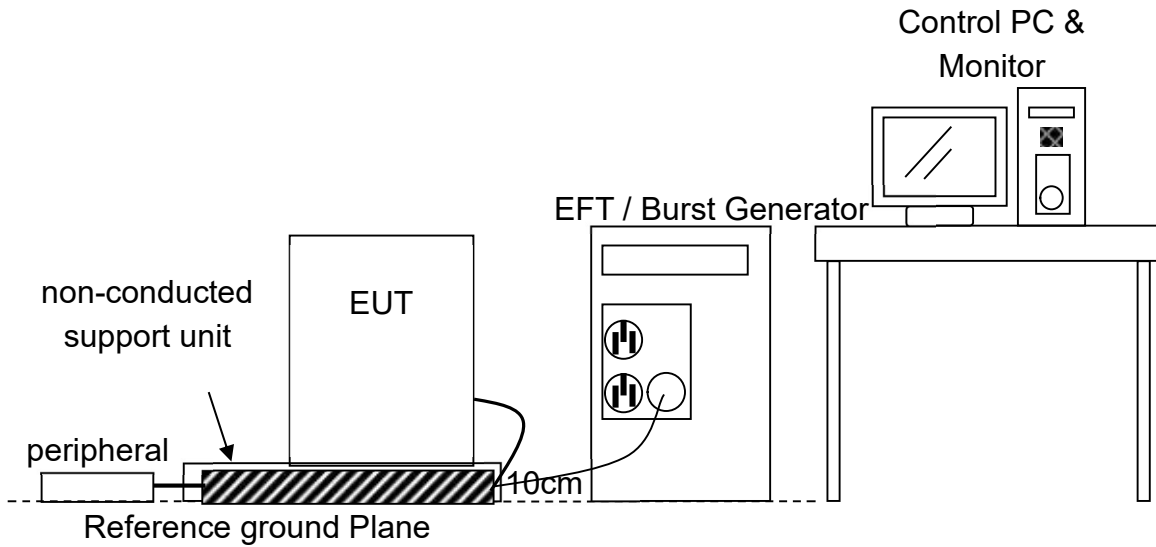 Control PC &
Monitor
EFT / Burst Generator
non-conducted
support unit
EUT
peripheral
10cm
Reference ground Plane